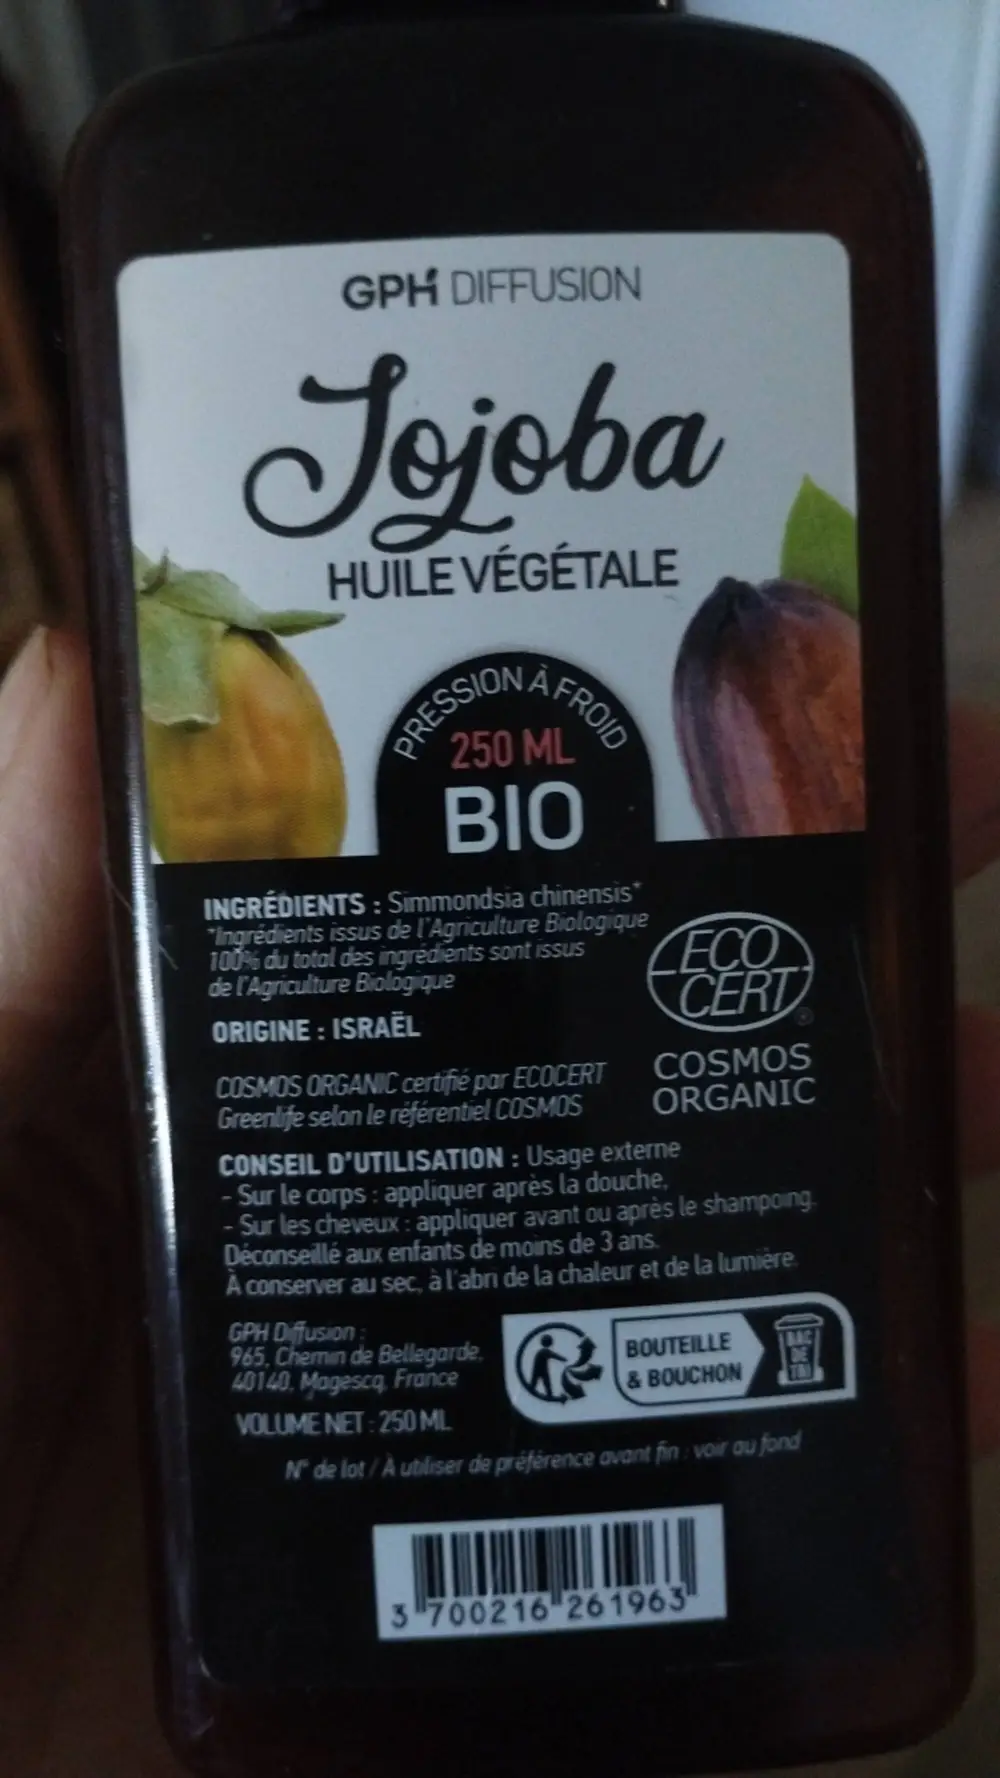 GPH DIFFUSION
Jojoba
HUILE VÉGÉTALE
PRESSION À FROID
250 ML
BIO
INGRÉDIENTS : Simmondsia chinensis*
*Ingrédients issus de l'Agriculture Biologique
100% du total des ingrédients sont issus
de l'Agriculture Biologique
ECO
CERT®
COSMOS
ORGANIC
ORIGINE : ISRAËL
COSMOS ORGANIC certifié par ECOCERT
Greenlife selon le référentiel COSMOS
CONSEIL D'UTILISATION : Usage externe
- Sur le corps : appliquer après la douche,
- Sur les cheveux : appliquer avant ou après le shampoing.
Déconseillé aux enfants de moins de 3 ans.
À conserver au sec, à l'abri de la chaleur et de la lumière.
GPH Diffusion :
965, Chemin de Bellegarde,
40140, Magescq, France
BOUTEILLE
& BOUCHON
BAC
DE
TRI
VOLUME NET : 250 ML
N° de lot / À utiliser de préférence avant fin : voir au fond
3 700216 261963